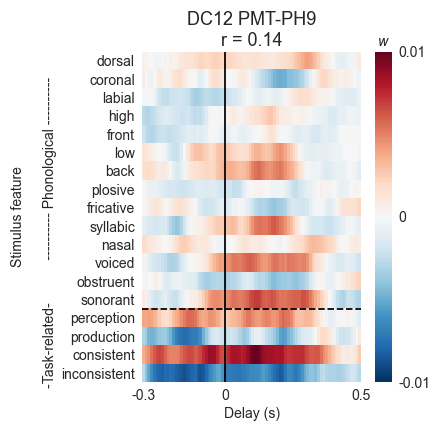 DC12 PMT-PH9
r = 0.14
w
Stimulus feature
---------- Phonological ----------
-Task-related-
dorsal
coronal
labial
high
front
low
back
plosive
fricative
syllabic
nasal
voiced
obstruent
sonorant
perception
production
consistent
inconsistent
-0.3 0 0.5
Delay (s)
0.01
0
-0.01